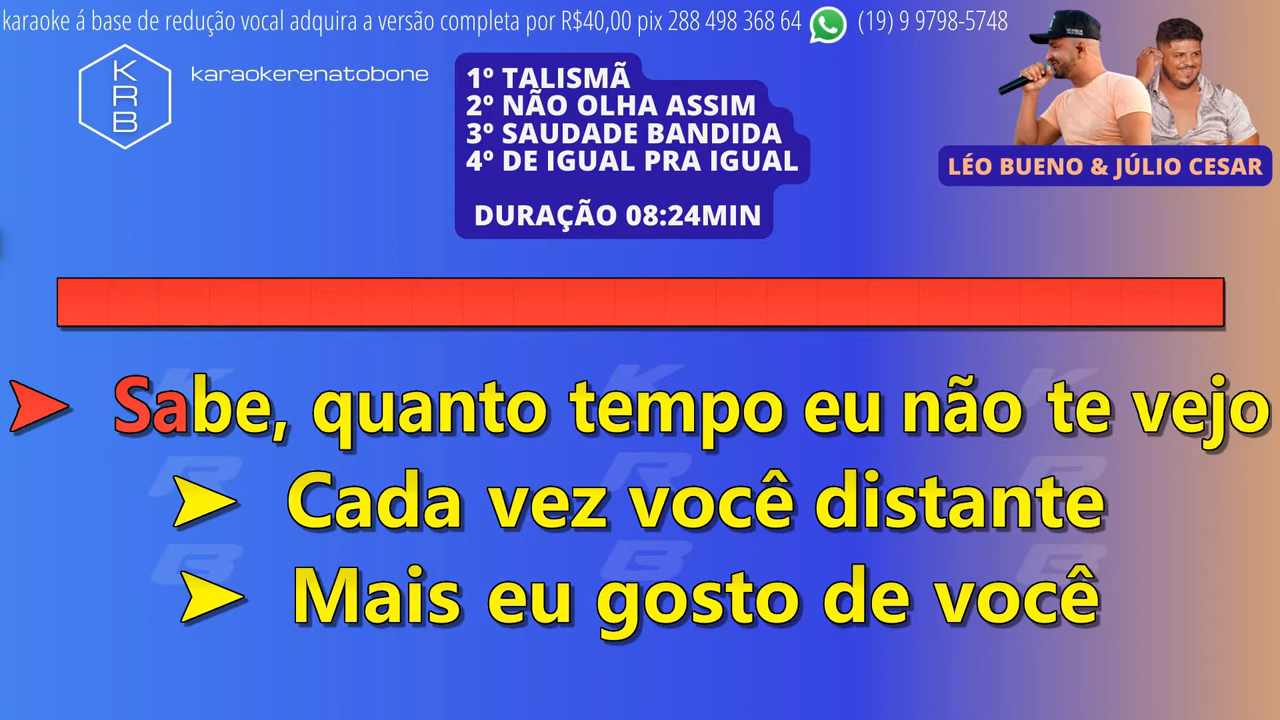 karaoke á base de redução vocal adquira a versão completa por R$40,00 pix 288 498 368 64 (19) 9 9798-5748
KRB
karaokerenatobone
1º TALISMÃ
2º NÃO OLHA ASSIM
3º SAUDADE BANDIDA
4º DE IGUAL PRA IGUAL
DURAÇÃO 08:24MIN
LÉO BUENO & JÚLIO CESAR
➤ Sabe, quanto tempo eu não te vejo
➤ Cada vez você distante
➤ Mais eu gosto de você
KRB
KRB
KRB